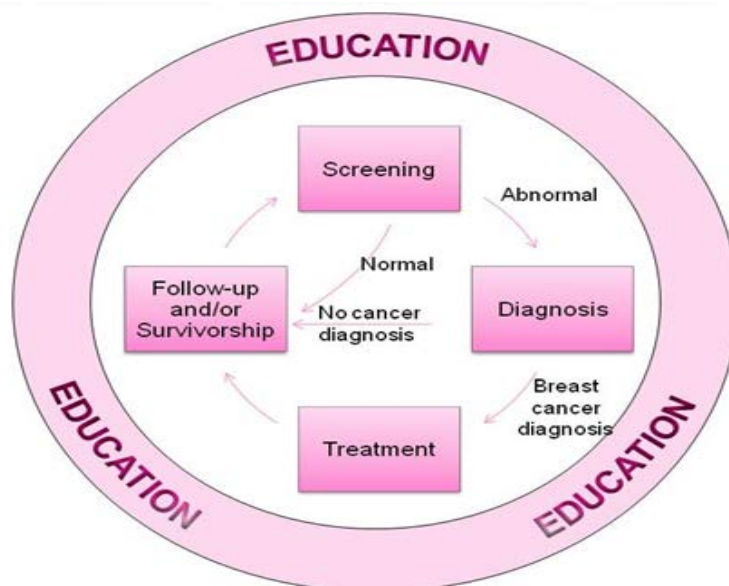 EDUCATION
Screening
Abnormal
Normal
Follow-up
and/or
Survivorship
No cancer
diagnosis
Diagnosis
Breast
cancer
diagnosis
Treatment
EDUCATION
EDUCATION